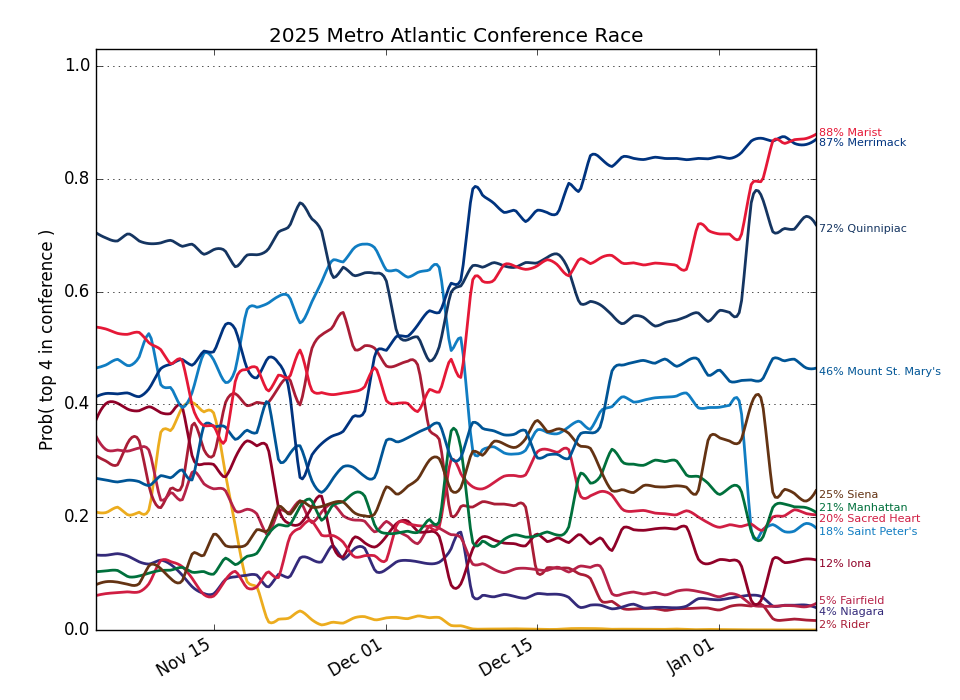 2025 Metro Atlantic Conference Race
Prob( top 4 in conference )
1.0
0.8
0.6
0.4
0.2
0.0
Nov 15
Dec 01
Dec 15
Jan 01
88% Marist
87% Merrimack
72% Quinnipiac
46% Mount St. Mary's
25% Siena
21% Manhattan
20% Sacred Heart
18% Saint Peter's
12% Iona
5% Fairfield
4% Niagara
2% Rider